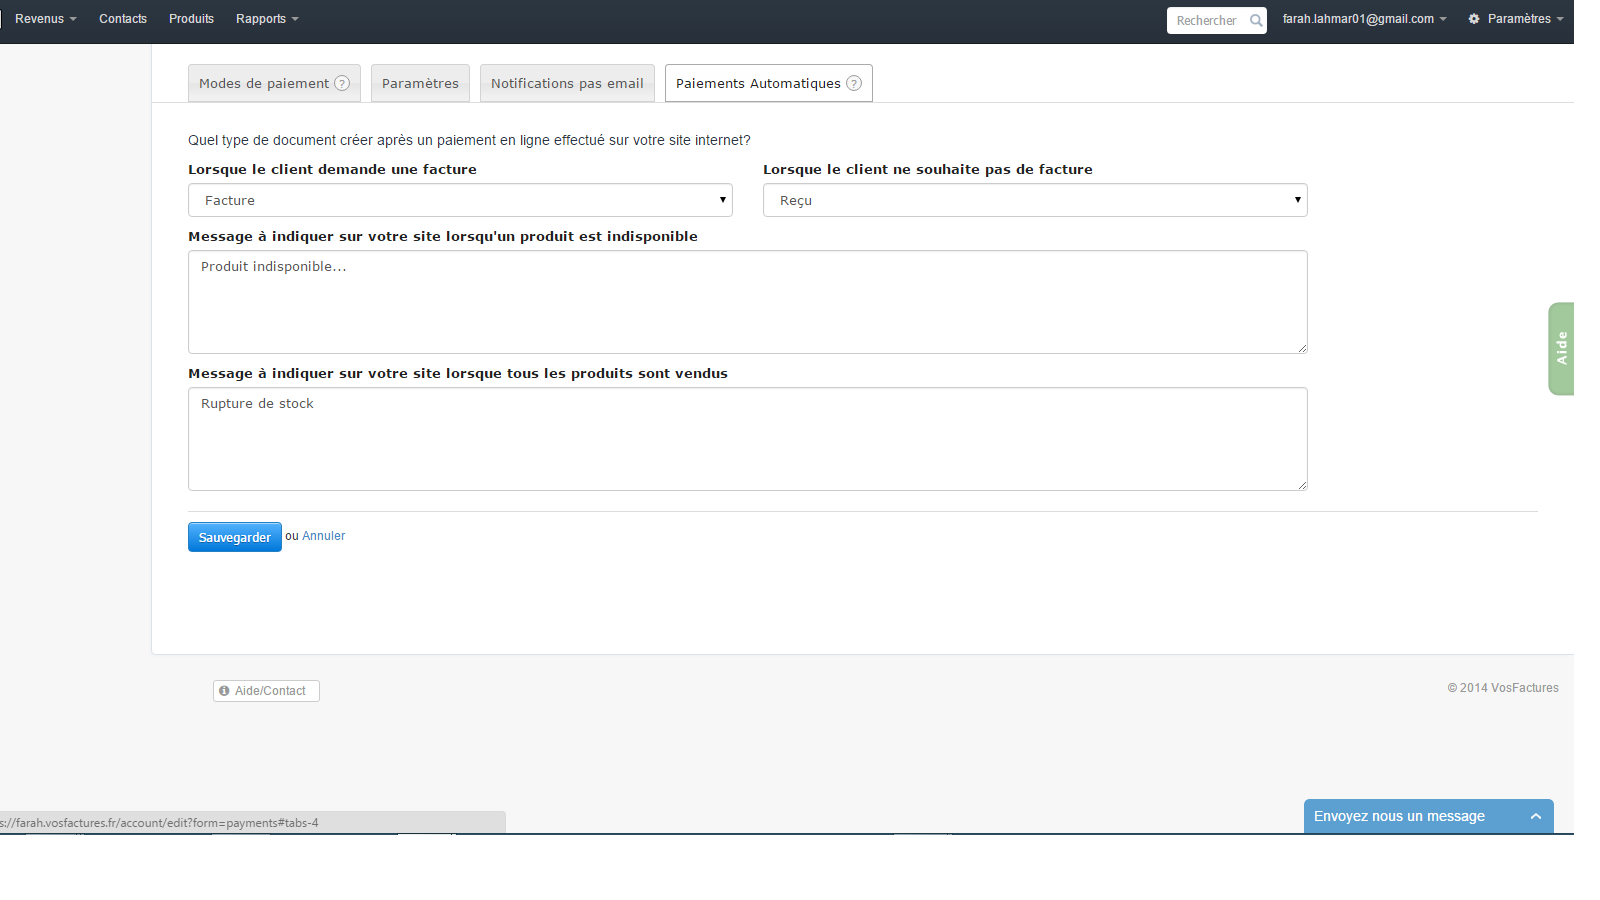 Revenus Contacts Produits Rapports Rechercher farah.lahmar01@gmail.com Paramètres
Modes de paiement ? Paramètres Notifications pas email Paiements Automatiques ?
Quel type de document créer après un paiement en ligne effectué sur votre site internet?
Lorsque le client demande une facture Lorsque le client ne souhaite pas de facture
Facture Reçu
Message à indiquer sur votre site lorsqu'un produit est indisponible
Produit indisponible...
Message à indiquer sur votre site lorsque tous les produits sont vendus
Rupture de stock
Aide
Sauvegarder ou Annuler
Aide/Contact © 2014 VosFactures
s://farah.vosfactures.fr/account/edit?form=payments#tabs-4
Envoyez nous un message